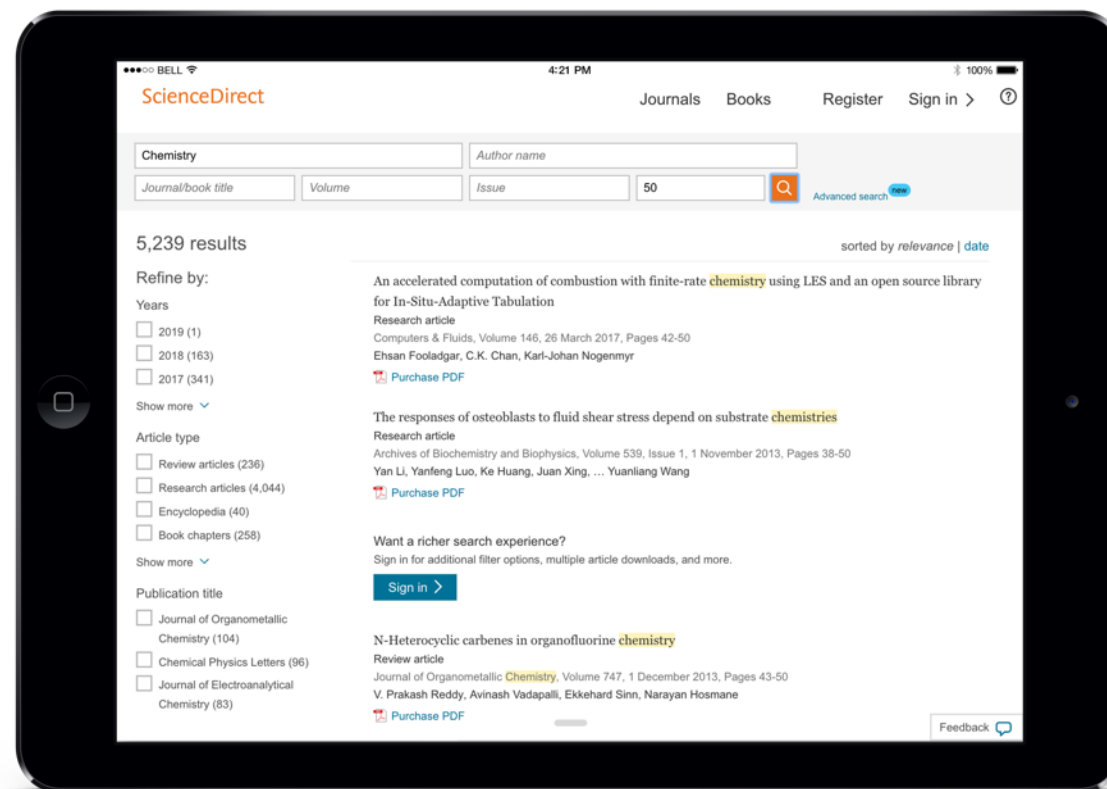 BELL 4:21 PM 100%
ScienceDirect Journals Books Register Sign in > ?
Chemistry Author name
Journal/book title Volume Issue 50 Advanced search new
5,239 results
sorted by relevance | date
Refine by:
Years
2019 (1)
2018 (163)
2017 (341)
Show more
Article type
Review articles (236)
Research articles (4,044)
Encyclopedia (40)
Book chapters (258)
Show more
Publication title
Journal of Organometallic
Chemistry (104)
Chemical Physics Letters (96)
Journal of Electroanalytical
Chemistry (83)
An accelerated computation of combustion with finite-rate chemistry using LES and an open source library
for In-Situ-Adaptive Tabulation
Research article
Computers & Fluids, Volume 146, 26 March 2017, Pages 42-50
Ehsan Fooladgar, C.K. Chan, Karl-Johan Nogenmyr
Purchase PDF
The responses of osteoblasts to fluid shear stress depend on substrate chemistries
Research article
Archives of Biochemistry and Biophysics, Volume 539, Issue 1, 1 November 2013, Pages 38-50
Yan Li, Yanfeng Luo, Ke Huang, Juan Xing, … Yuanliang Wang
Purchase PDF
Want a richer search experience?
Sign in for additional filter options, multiple article downloads, and more.
Sign in >
N-Heterocyclic carbenes in organofluorine chemistry
Review article
Journal of Organometallic Chemistry, Volume 747, 1 December 2013, Pages 43-50
V. Prakash Reddy, Avinash Vadapalli, Ekkehard Sinn, Narayan Hosmane
Purchase PDF
Feedback